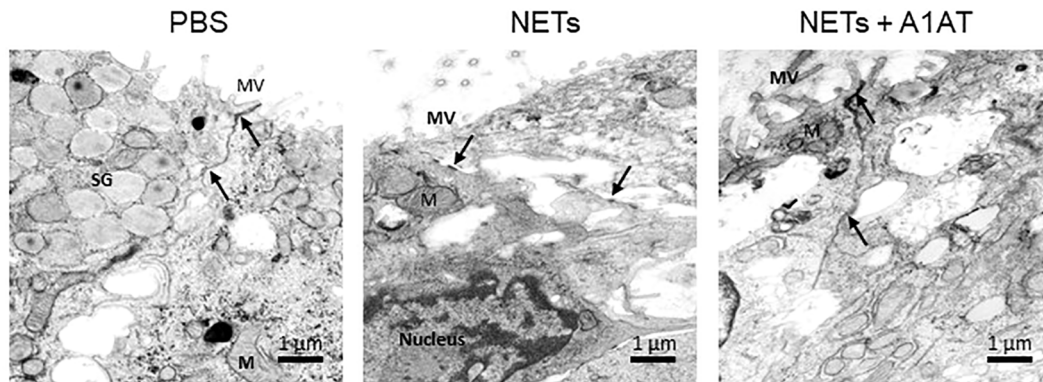 PBS
NETs
NETs + A1AT
MV
SG
M
1 µm
MV
M
Nucleus
1 µm
MV
M
1 µm